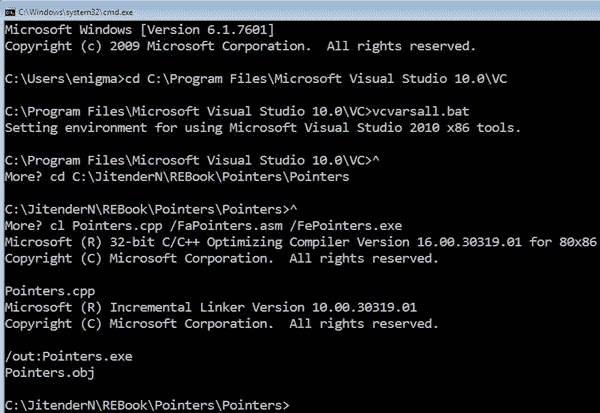 C:\Windows\system32\cmd.exe
Microsoft Windows [Version 6.1.7601]
Copyright (c) 2009 Microsoft Corporation.  All rights reserved.
C:\Users\enigma>cd C:\Program Files\Microsoft Visual Studio 10.0\VC
C:\Program Files\Microsoft Visual Studio 10.0\VC>vcvarsall.bat
Setting environment for using Microsoft Visual Studio 2010 x86 tools.
C:\Program Files\Microsoft Visual Studio 10.0\VC>^
More? cd C:\JitenderN\REBook\Pointers\Pointers
C:\JitenderN\REBook\Pointers\Pointers>^
More? cl Pointers.cpp /FaPointers.asm /FePointers.exe
Microsoft (R) 32-bit C/C++ Optimizing Compiler Version 16.00.30319.01 for 80x86
Copyright (C) Microsoft Corporation.  All rights reserved.
Pointers.cpp
Microsoft (R) Incremental Linker Version 10.00.30319.01
Copyright (C) Microsoft Corporation.  All rights reserved.
/out:Pointers.exe
Pointers.obj
C:\JitenderN\REBook\Pointers\Pointers>